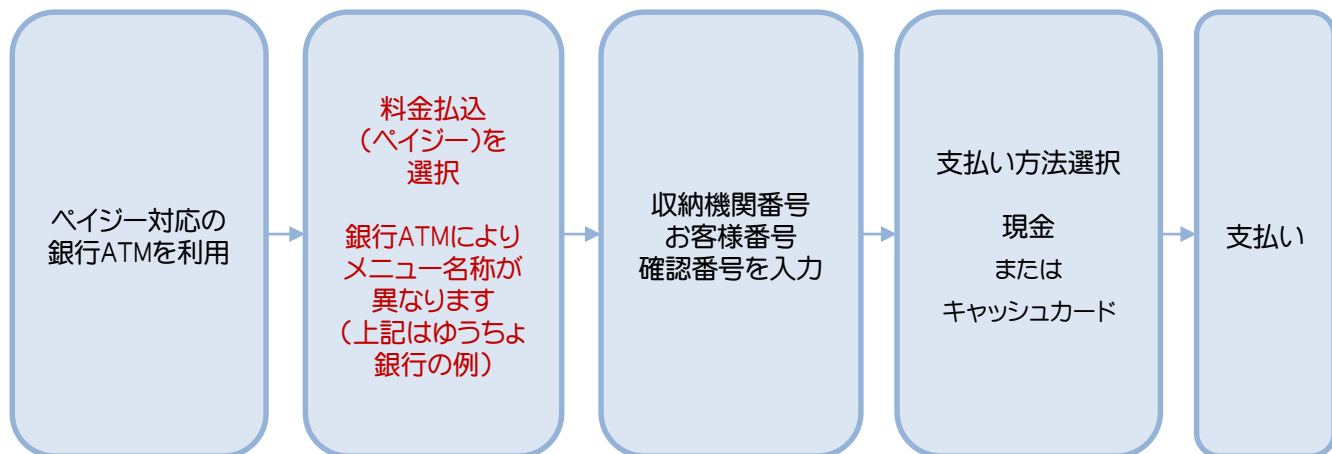 ペイジー対応の
銀行ATMを利用
料金払込
（ペイジー）を
選択
銀行ATMにより
メニュー名称が
異なります
（上記はゆうちょ
銀行の例）
収納機関番号
お客様番号
確認番号を入力
支払い方法選択
現金
または
キャッシュカード
支払い